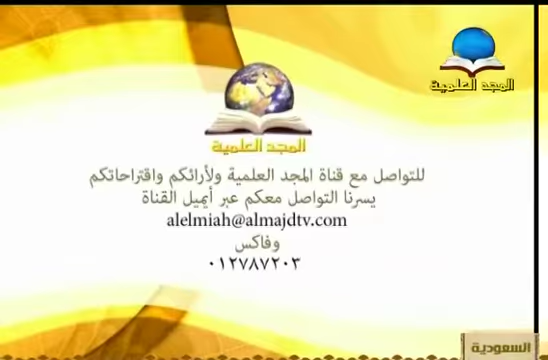 المجد العلمية
المجد العلمية
للتواصل مع قناة المجد العلمية ولأرائكم واقتراحاتكم
يسرنا التواصل معكم عبر أيميل القناة
alelmiah@almajdtv.com
وفاكس
٠١٢٧٨٧٢٠٣
السعودية